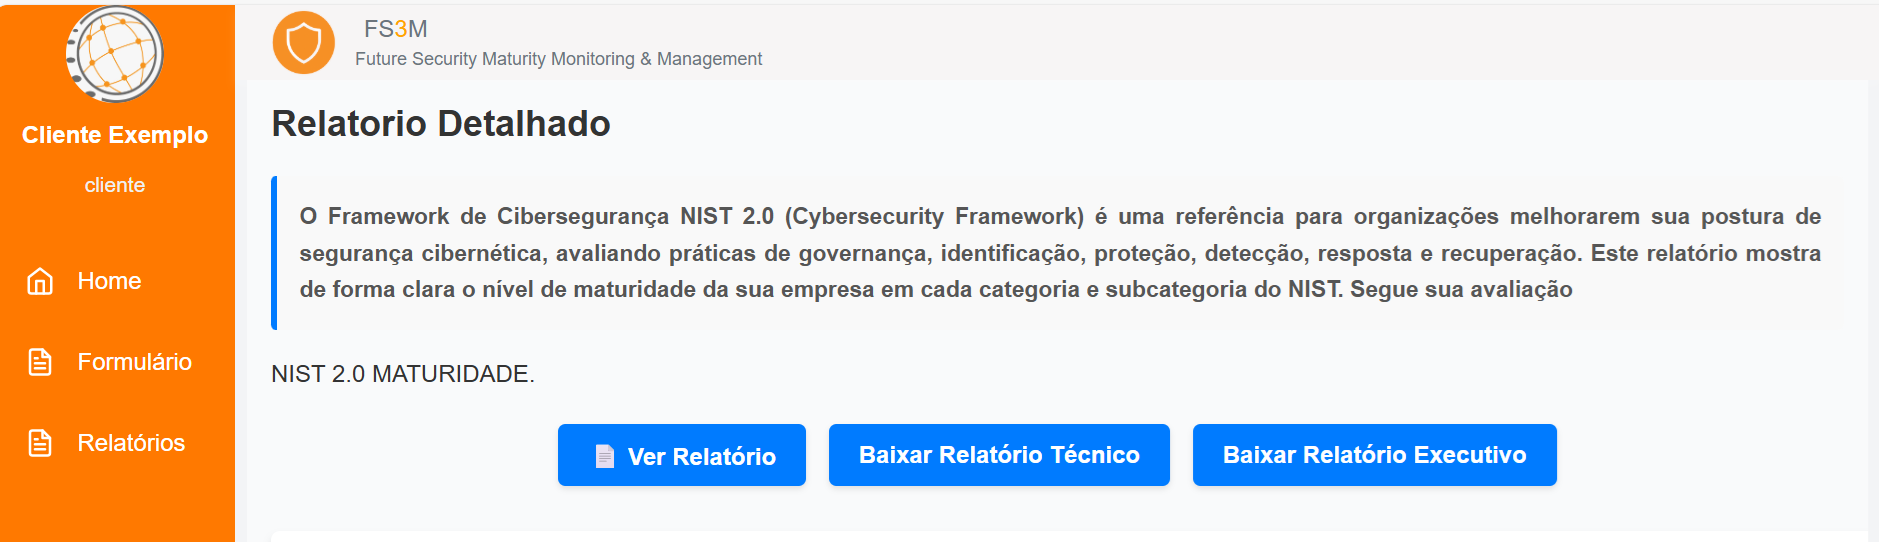 Cliente Exemplo
cliente
Home
Formulário
Relatórios
FS3M
Future Security Maturity Monitoring & Management
Relatorio Detalhado
O Framework de Cibersegurança NIST 2.0 (Cybersecurity Framework) é uma referência para organizações melhorarem sua postura de
segurança cibernética, avaliando práticas de governança, identificação, proteção, detecção, resposta e recuperação. Este relatório mostra
de forma clara o nível de maturidade da sua empresa em cada categoria e subcategoria do NIST. Segue sua avaliação
NIST 2.0 MATURIDADE.
Ver Relatório
Baixar Relatório Técnico
Baixar Relatório Executivo